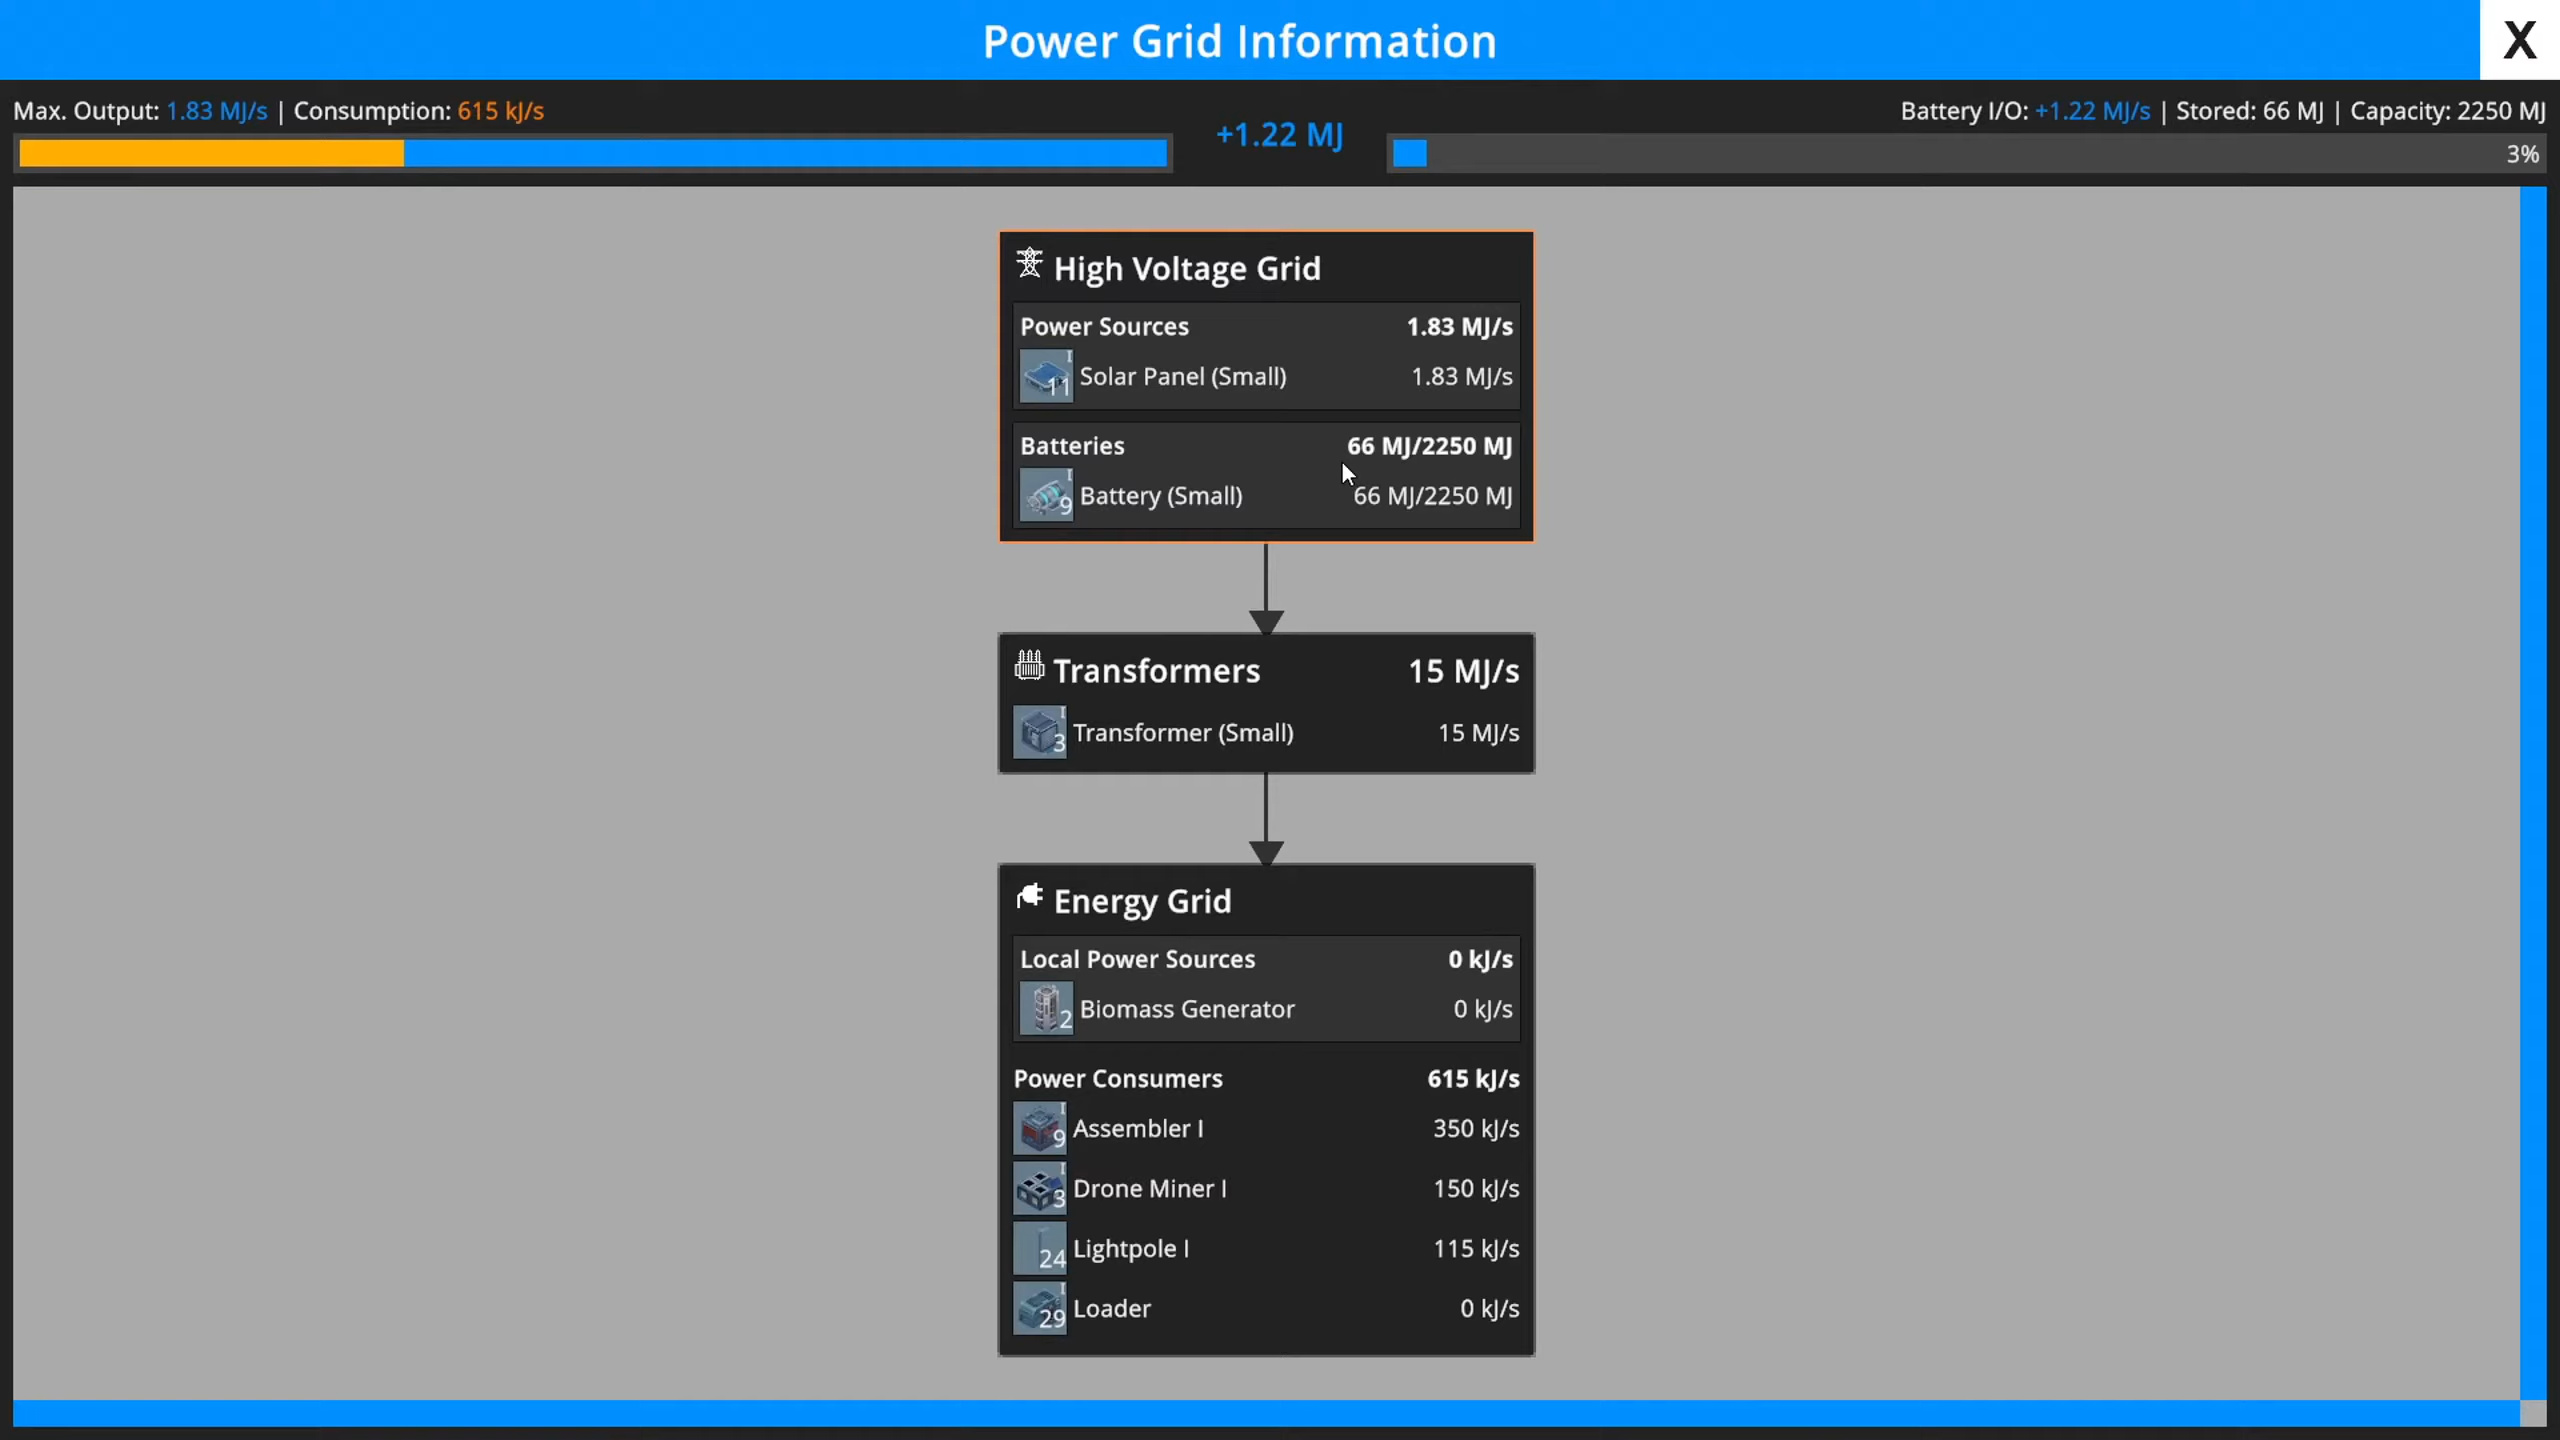 Power Grid Information
X
Max. Output: 1.83 MJ/s | Consumption: 615 kJ/s
+1.22 MJ
Battery I/O: +1.22 MJ/s | Stored: 66 MJ | Capacity: 2250 MJ
3%
High Voltage Grid
Power Sources 1.83 MJ/s
I 11 Solar Panel (Small) 1.83 MJ/s
Batteries 66 MJ/2250 MJ
I 9 Battery (Small) 66 MJ/2250 MJ
Transformers 15 MJ/s
I 3 Transformer (Small) 15 MJ/s
Energy Grid
Local Power Sources 0 kJ/s
2 Biomass Generator 0 kJ/s
Power Consumers 615 kJ/s
I 9 Assembler I 350 kJ/s
I 3 Drone Miner I 150 kJ/s
24 Lightpole I 115 kJ/s
I 29 Loader 0 kJ/s